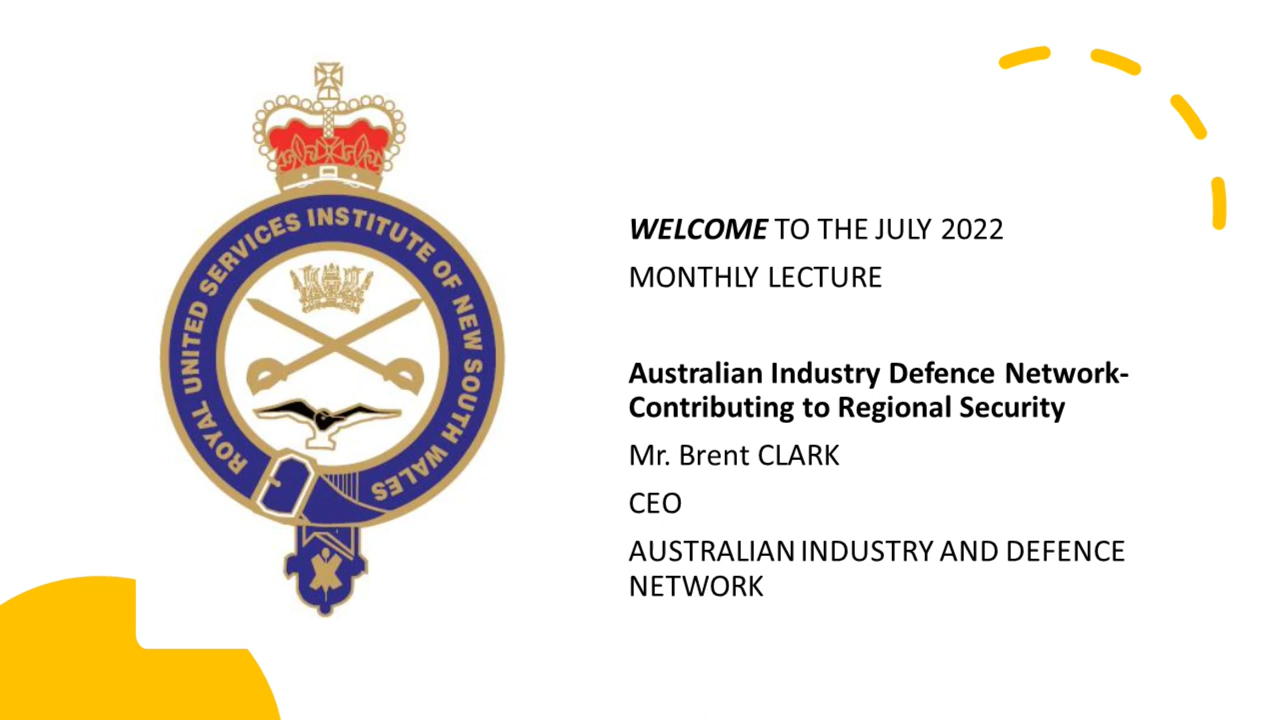 ROYAL UNITED SERVICES INSTITUTE OF NEW SOUTH WALES
WELCOME TO THE JULY 2022
MONTHLY LECTURE
Australian Industry Defence Network-
Contributing to Regional Security
Mr. Brent CLARK
CEO
AUSTRALIAN INDUSTRY AND DEFENCE
NETWORK